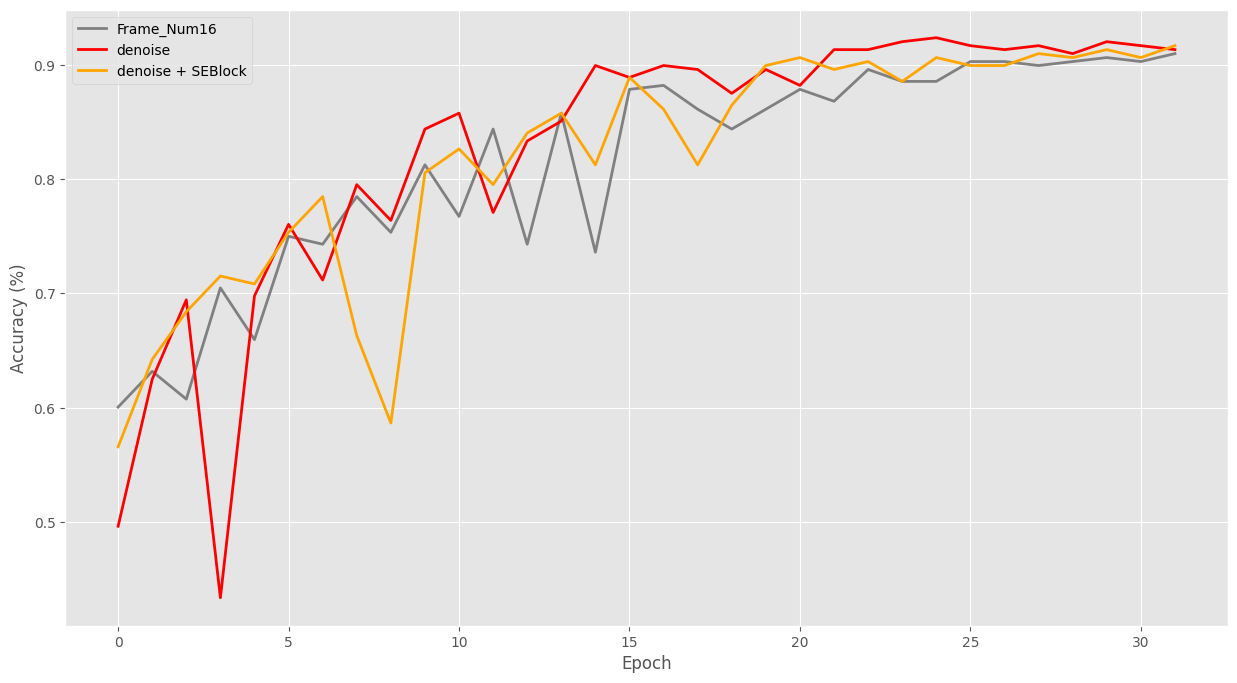 Frame_Num16
denoise
denoise + SEBlock
Accuracy (%)
0.9
0.8
0.7
0.6
0.5
0 5 10 15 20 25 30
Epoch